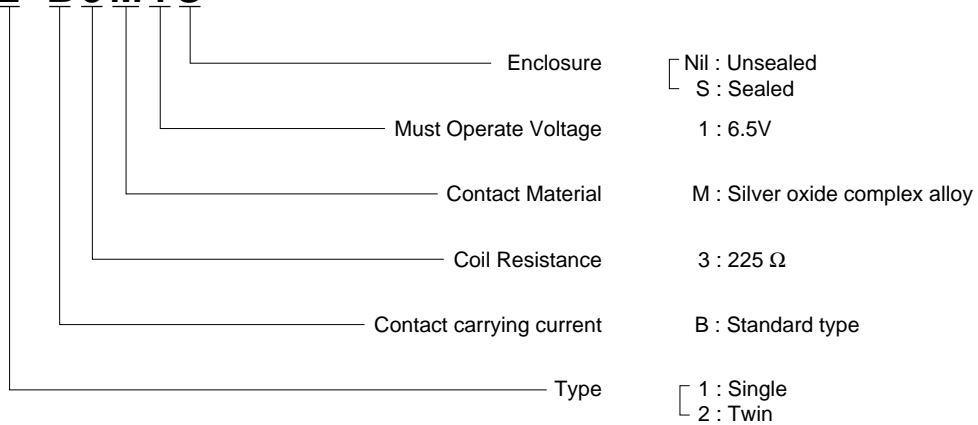 Enclosure Nil : Unsealed
S : Sealed
Must Operate Voltage 1 : 6.5V
Contact Material M : Silver oxide complex alloy
Coil Resistance 3 : 225 Ω
Contact carrying current B : Standard type
Type 1 : Single
2 : Twin